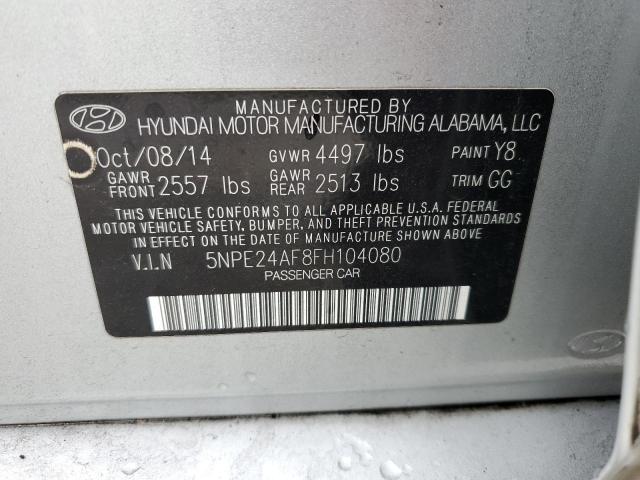 MANUFACTURED BY
HYUNDAI MOTOR MANUFACTURING ALABAMA, LLC
Oct/08/14 GVWR 4497 lbs PAINT Y8
GAWR FRONT 2557 lbs GAWR REAR 2513 lbs TRIM GG
THIS VEHICLE CONFORMS TO ALL APPLICABLE U.S.A. FEDERAL
MOTOR VEHICLE SAFETY, BUMPER, AND THEFT PREVENTION STANDARDS
IN EFFECT ON THE DATE OF MANUFACTURE SHOWN ABOVE
V.I.N 5NPE24AF8FH104080
PASSENGER CAR